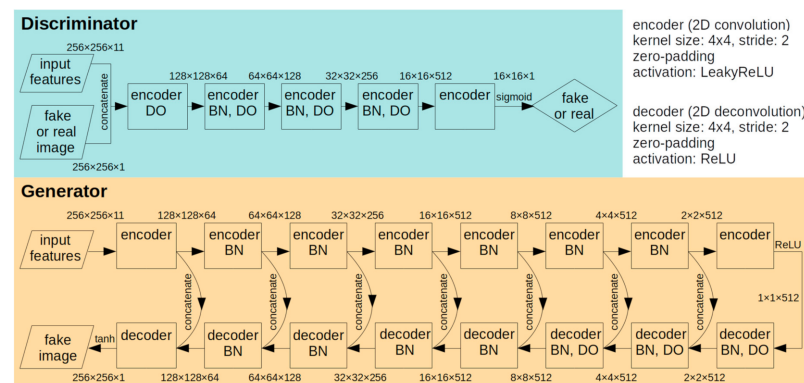 Discriminator
256×256×11
input
features
fake
or real
image
256×256×1
concatenate
encoder
DO
128×128×64
encoder
BN, DO
64×64×128
encoder
BN, DO
32×32×256
encoder
BN, DO
16×16×512
encoder
16×16×1
sigmoid
fake
or real
encoder (2D convolution)
kernel size: 4x4, stride: 2
zero-padding
activation: LeakyReLU
decoder (2D deconvolution)
kernel size: 4x4, stride: 2
zero-padding
activation: ReLU
Generator
256×256×11
input
features
encoder
128×128×64
encoder
BN
64×64×128
encoder
BN
32×32×256
encoder
BN
16×16×512
encoder
BN
8×8×512
encoder
BN
4×4×512
encoder
BN
2×2×512
encoder
ReLU
1×1×512
concatenate
concatenate
concatenate
concatenate
concatenate
concatenate
concatenate
fake
image
tanh
decoder
decoder
BN
decoder
BN
decoder
BN
decoder
BN
decoder
BN, DO
decoder
BN, DO
decoder
BN, DO
256×256×1
128×128×64
64×64×128
32×32×256
16×16×512
8×8×512
4×4×512
2×2×512